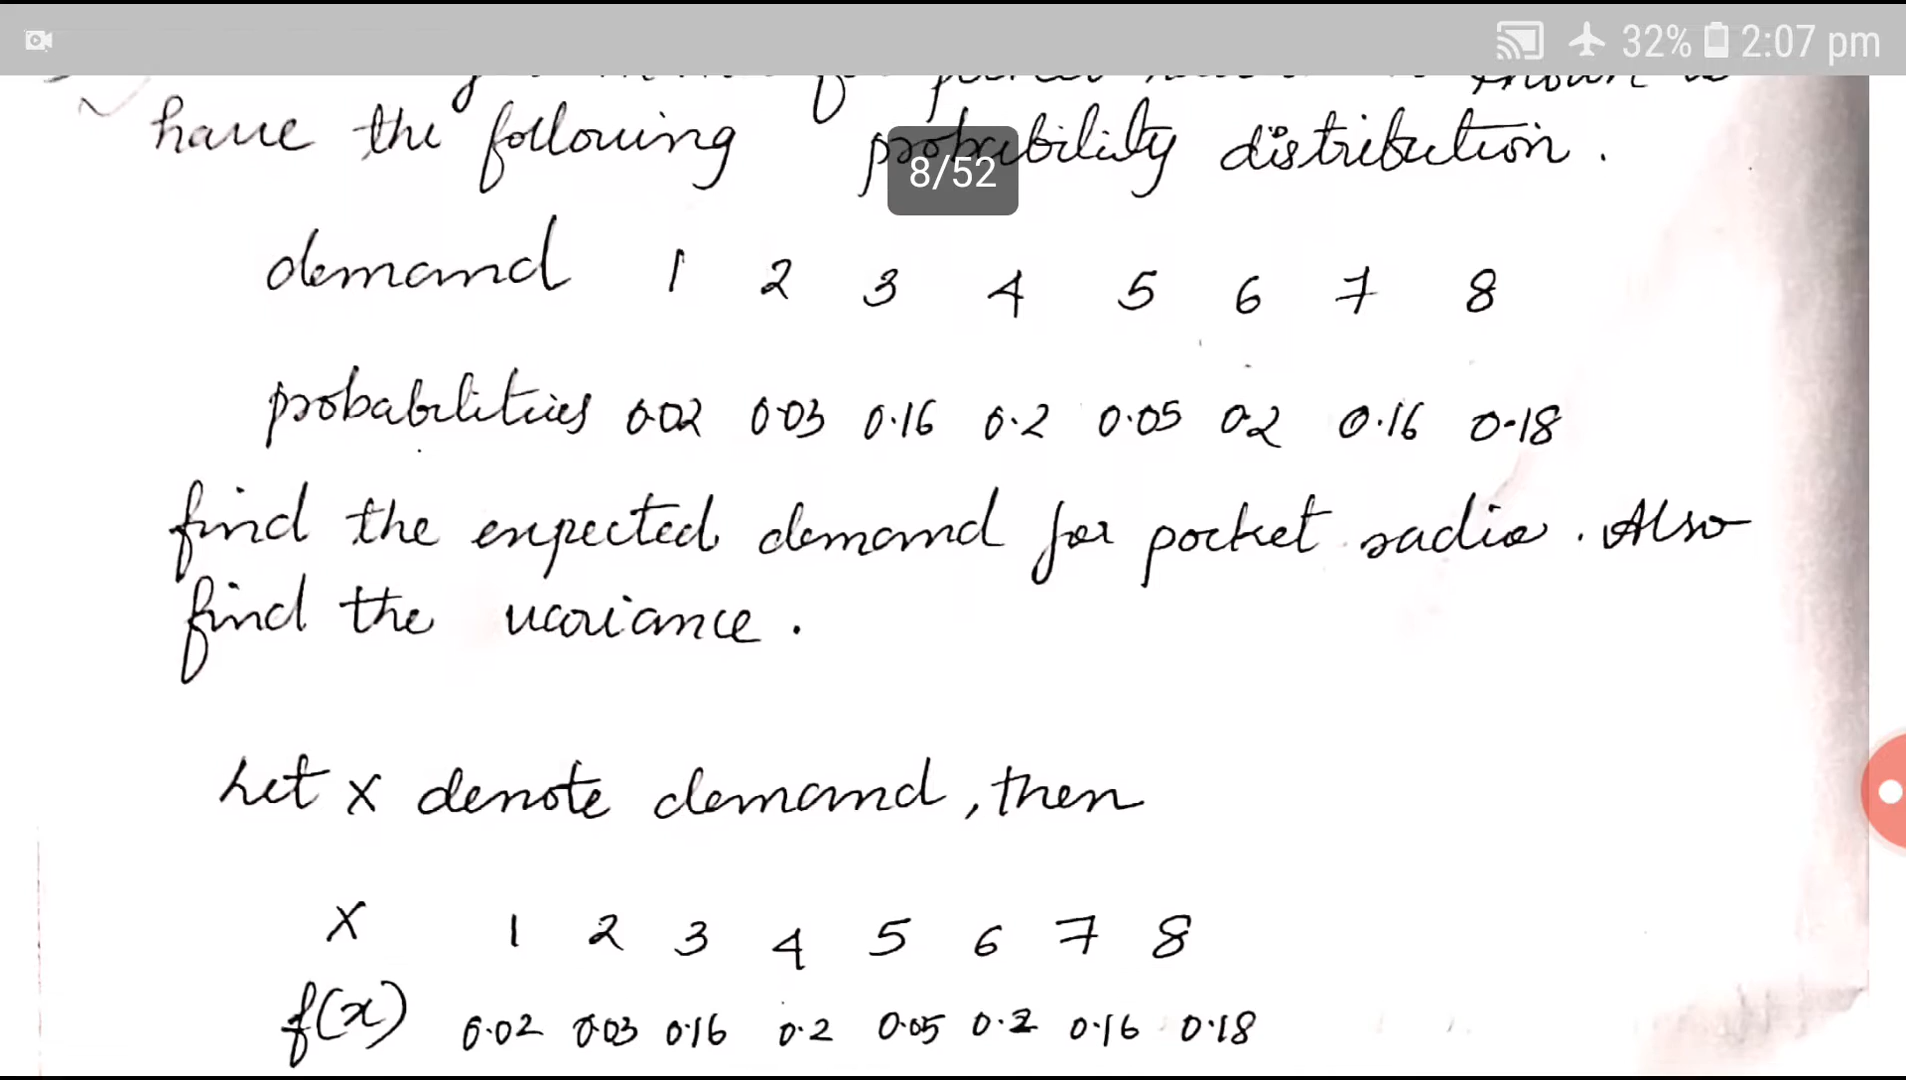 32% 2:07 pm
have the following probability distribution.
8/52
demand 1 2 3 4 5 6 7 8
probabilities 0.02 0.03 0.16 0.2 0.05 0.2 0.16 0.18
find the expected demand for pocket radio. Also
find the variance.
Let x denote demand, then
X 1 2 3 4 5 6 7 8
f(x) 0.02 0.03 0.16 0.2 0.05 0.2 0.16 0.18